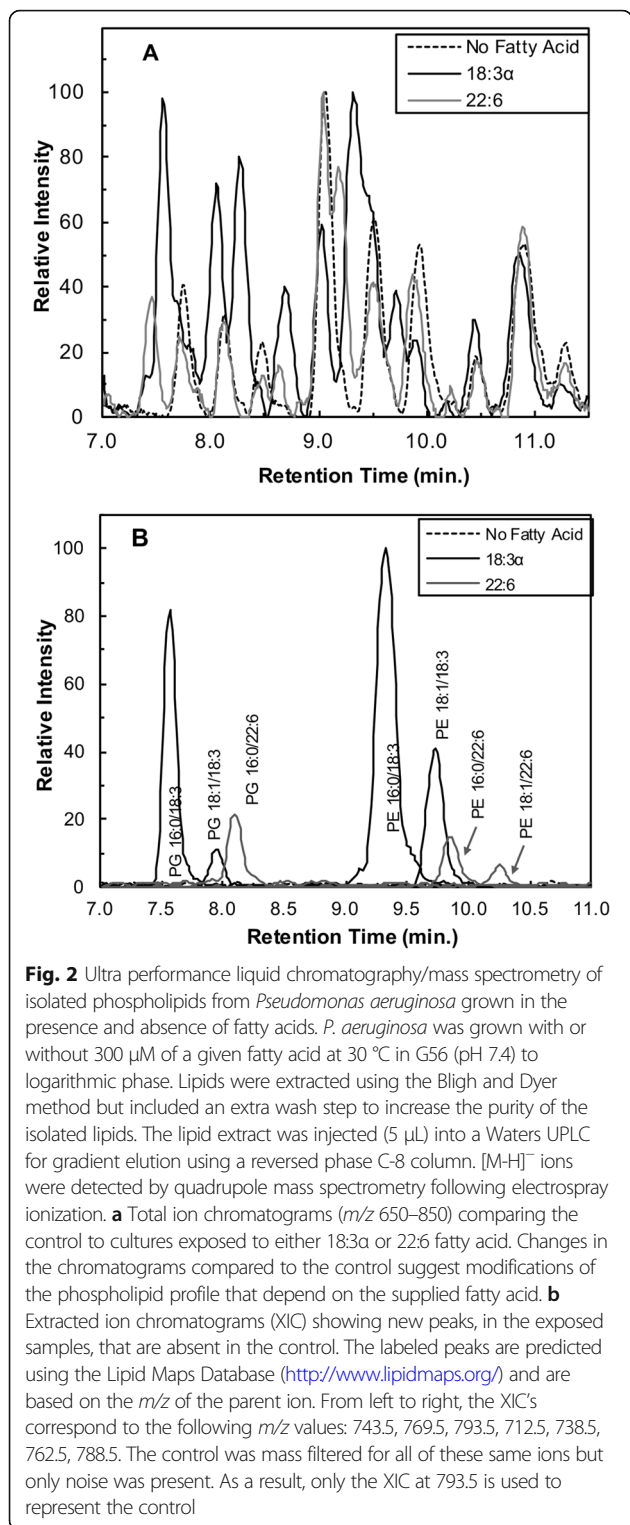 A
No Fatty Acid
18:3α
22:6
100
80
60
40
20
0
Relative Intensity
7.0 8.0 9.0 10.0 11.0
Retention Time (min.)
B
No Fatty Acid
18:3α
22:6
100
80
60
40
20
0
Relative Intensity
PG 16:0/18:3
PG 18:1/18:3
PG 16:0/22:6
PE 16:0/18:3
PE 18:1/18:3
PE 16:0/22:6
PE 18:1/22:6
7.0 7.5 8.0 8.5 9.0 9.5 10.0 10.5 11.0
Retention Time (min.)
Fig. 2 Ultra performance liquid chromatography/mass spectrometry of
isolated phospholipids from Pseudomonas aeruginosa grown in the
presence and absence of fatty acids. P. aeruginosa was grown with or
without 300 μM of a given fatty acid at 30 °C in G56 (pH 7.4) to
logarithmic phase. Lipids were extracted using the Bligh and Dyer
method but included an extra wash step to increase the purity of the
isolated lipids. The lipid extract was injected (5 μL) into a Waters UPLC
for gradient elution using a reversed phase C-8 column. [M-H]⁻ ions
were detected by quadrupole mass spectrometry following electrospray
ionization. a Total ion chromatograms (m/z 650–850) comparing the
control to cultures exposed to either 18:3α or 22:6 fatty acid. Changes in
the chromatograms compared to the control suggest modifications of
the phospholipid profile that depend on the supplied fatty acid. b
Extracted ion chromatograms (XIC) showing new peaks, in the exposed
samples, that are absent in the control. The labeled peaks are predicted
using the Lipid Maps Database (http://www.lipidmaps.org/) and are
based on the m/z of the parent ion. From left to right, the XIC's
correspond to the following m/z values: 743.5, 769.5, 793.5, 712.5, 738.5,
762.5, 788.5. The control was mass filtered for all of these same ions but
only noise was present. As a result, only the XIC at 793.5 is used to
represent the control